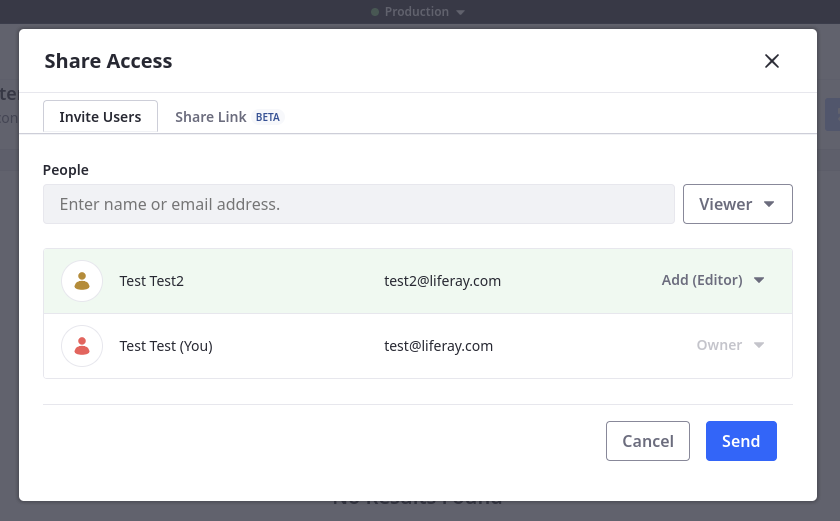 Production
Share Access
Invite Users Share Link BETA
People
Enter name or email address. Viewer
Test Test2 test2@liferay.com Add (Editor)
Test Test (You) test@liferay.com Owner
Cancel Send